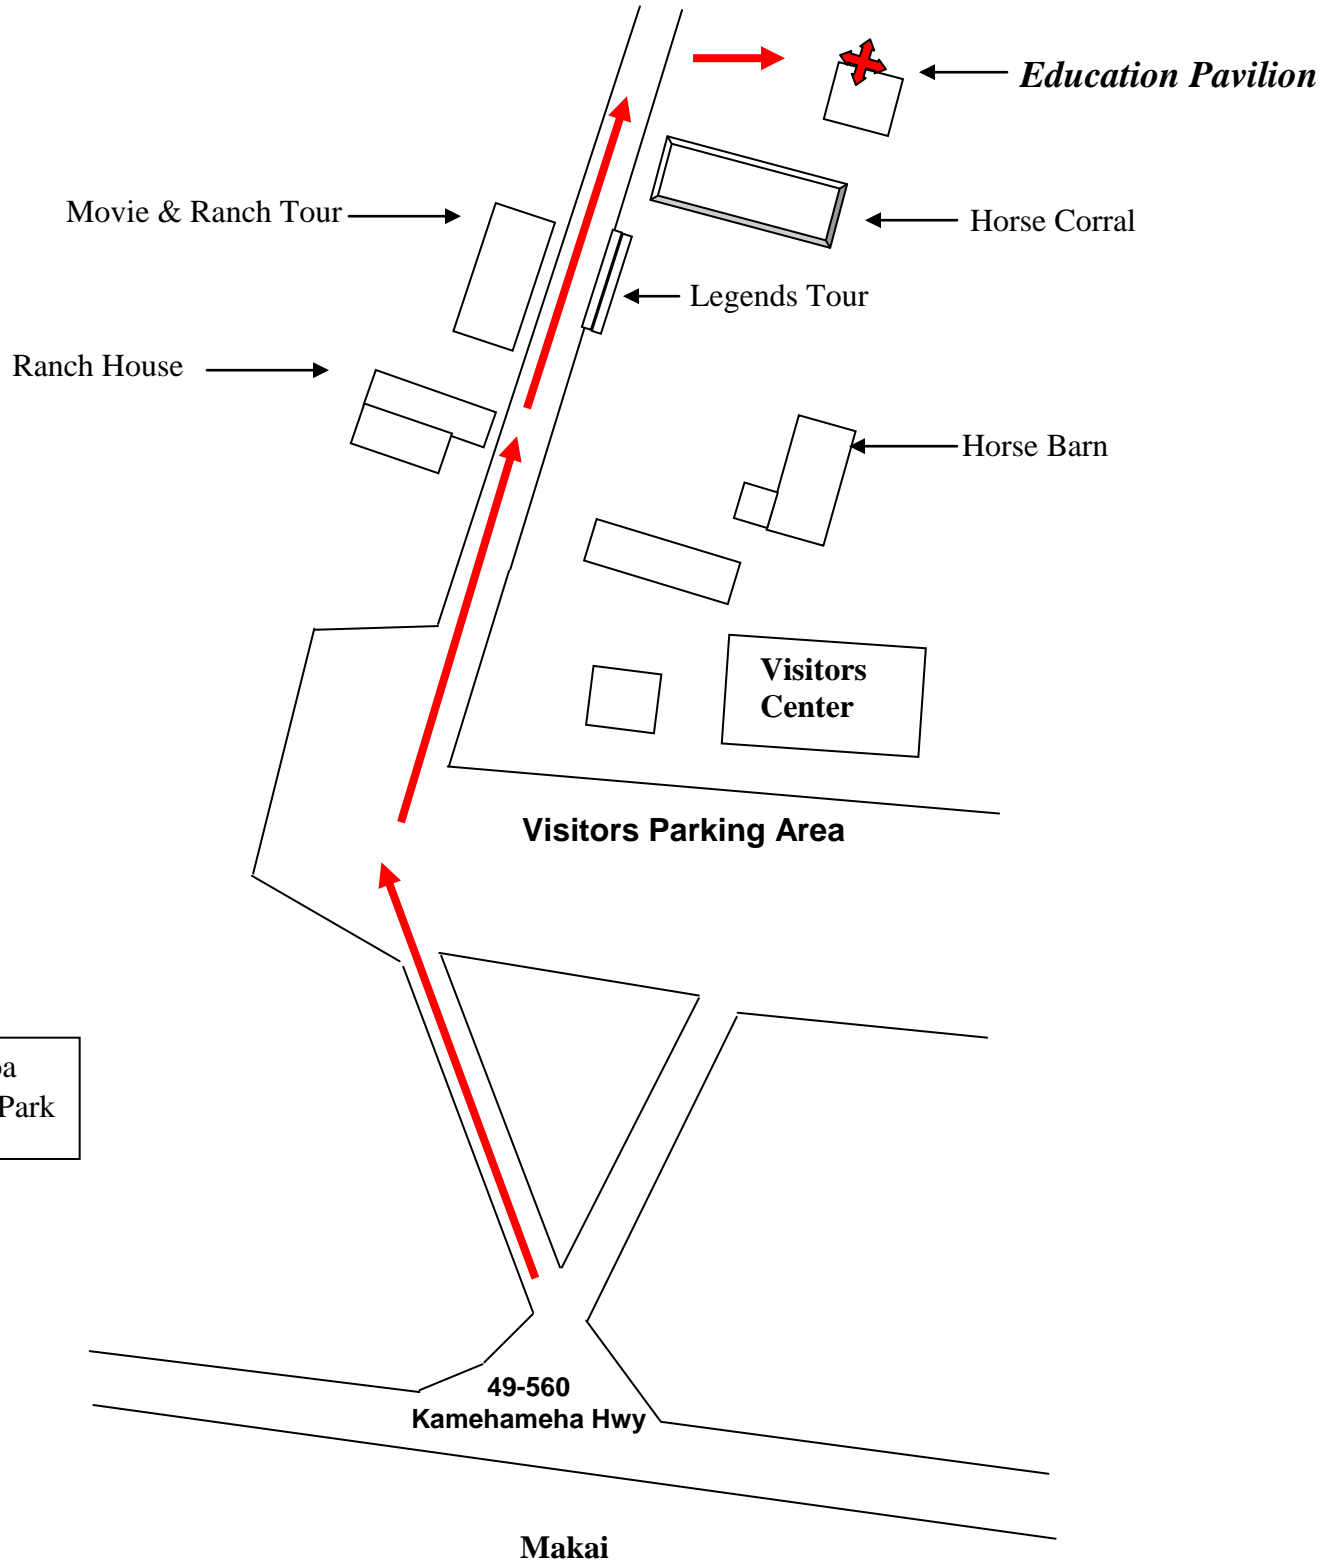 Education Pavilion
Movie & Ranch Tour
Horse Corral
Legends Tour
Ranch House
Horse Barn
Visitors
Center
Visitors Parking Area
Park
49-560
Kamehameha Hwy
Makai